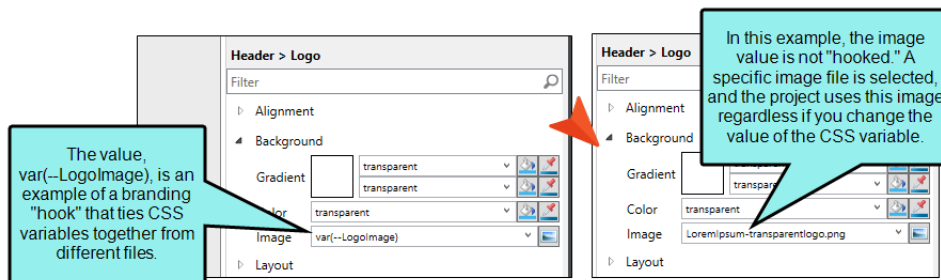 Header > Logo
Filter
Alignment
Background
Gradient
transparent
transparent
Color
transparent
Image
var(--LogoImage)
Layout
The value,
var(--LogoImage), is an
example of a branding
"hook" that ties CSS
variables together from
different files.
Header > Logo
Filter
Alignment
Background
Gradient
Color
transparent
Image
LoremIpsum-transparentlogo.png
Layout
In this example, the image
value is not "hooked." A
specific image file is selected,
and the project uses this image
regardless if you change the
value of the CSS variable.